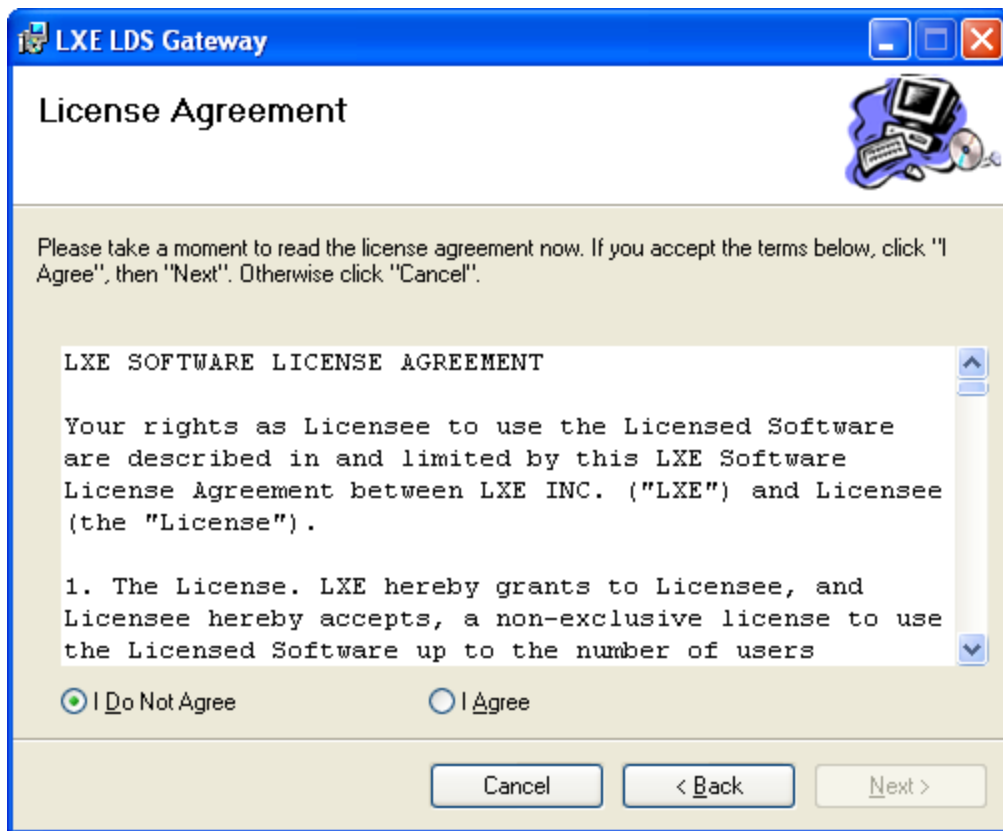 LXE LDS Gateway
License Agreement
Please take a moment to read the license agreement now. If you accept the terms below, click "I
Agree", then "Next". Otherwise click "Cancel".
LXE SOFTWARE LICENSE AGREEMENT
Your rights as Licensee to use the Licensed Software
are described in and limited by this LXE Software
License Agreement between LXE INC. ("LXE") and Licensee
(the "License").
1. The License. LXE hereby grants to Licensee, and
Licensee hereby accepts, a non-exclusive license to use
the Licensed Software up to the number of users
I Do Not Agree
I Agree
Cancel
< Back
Next >